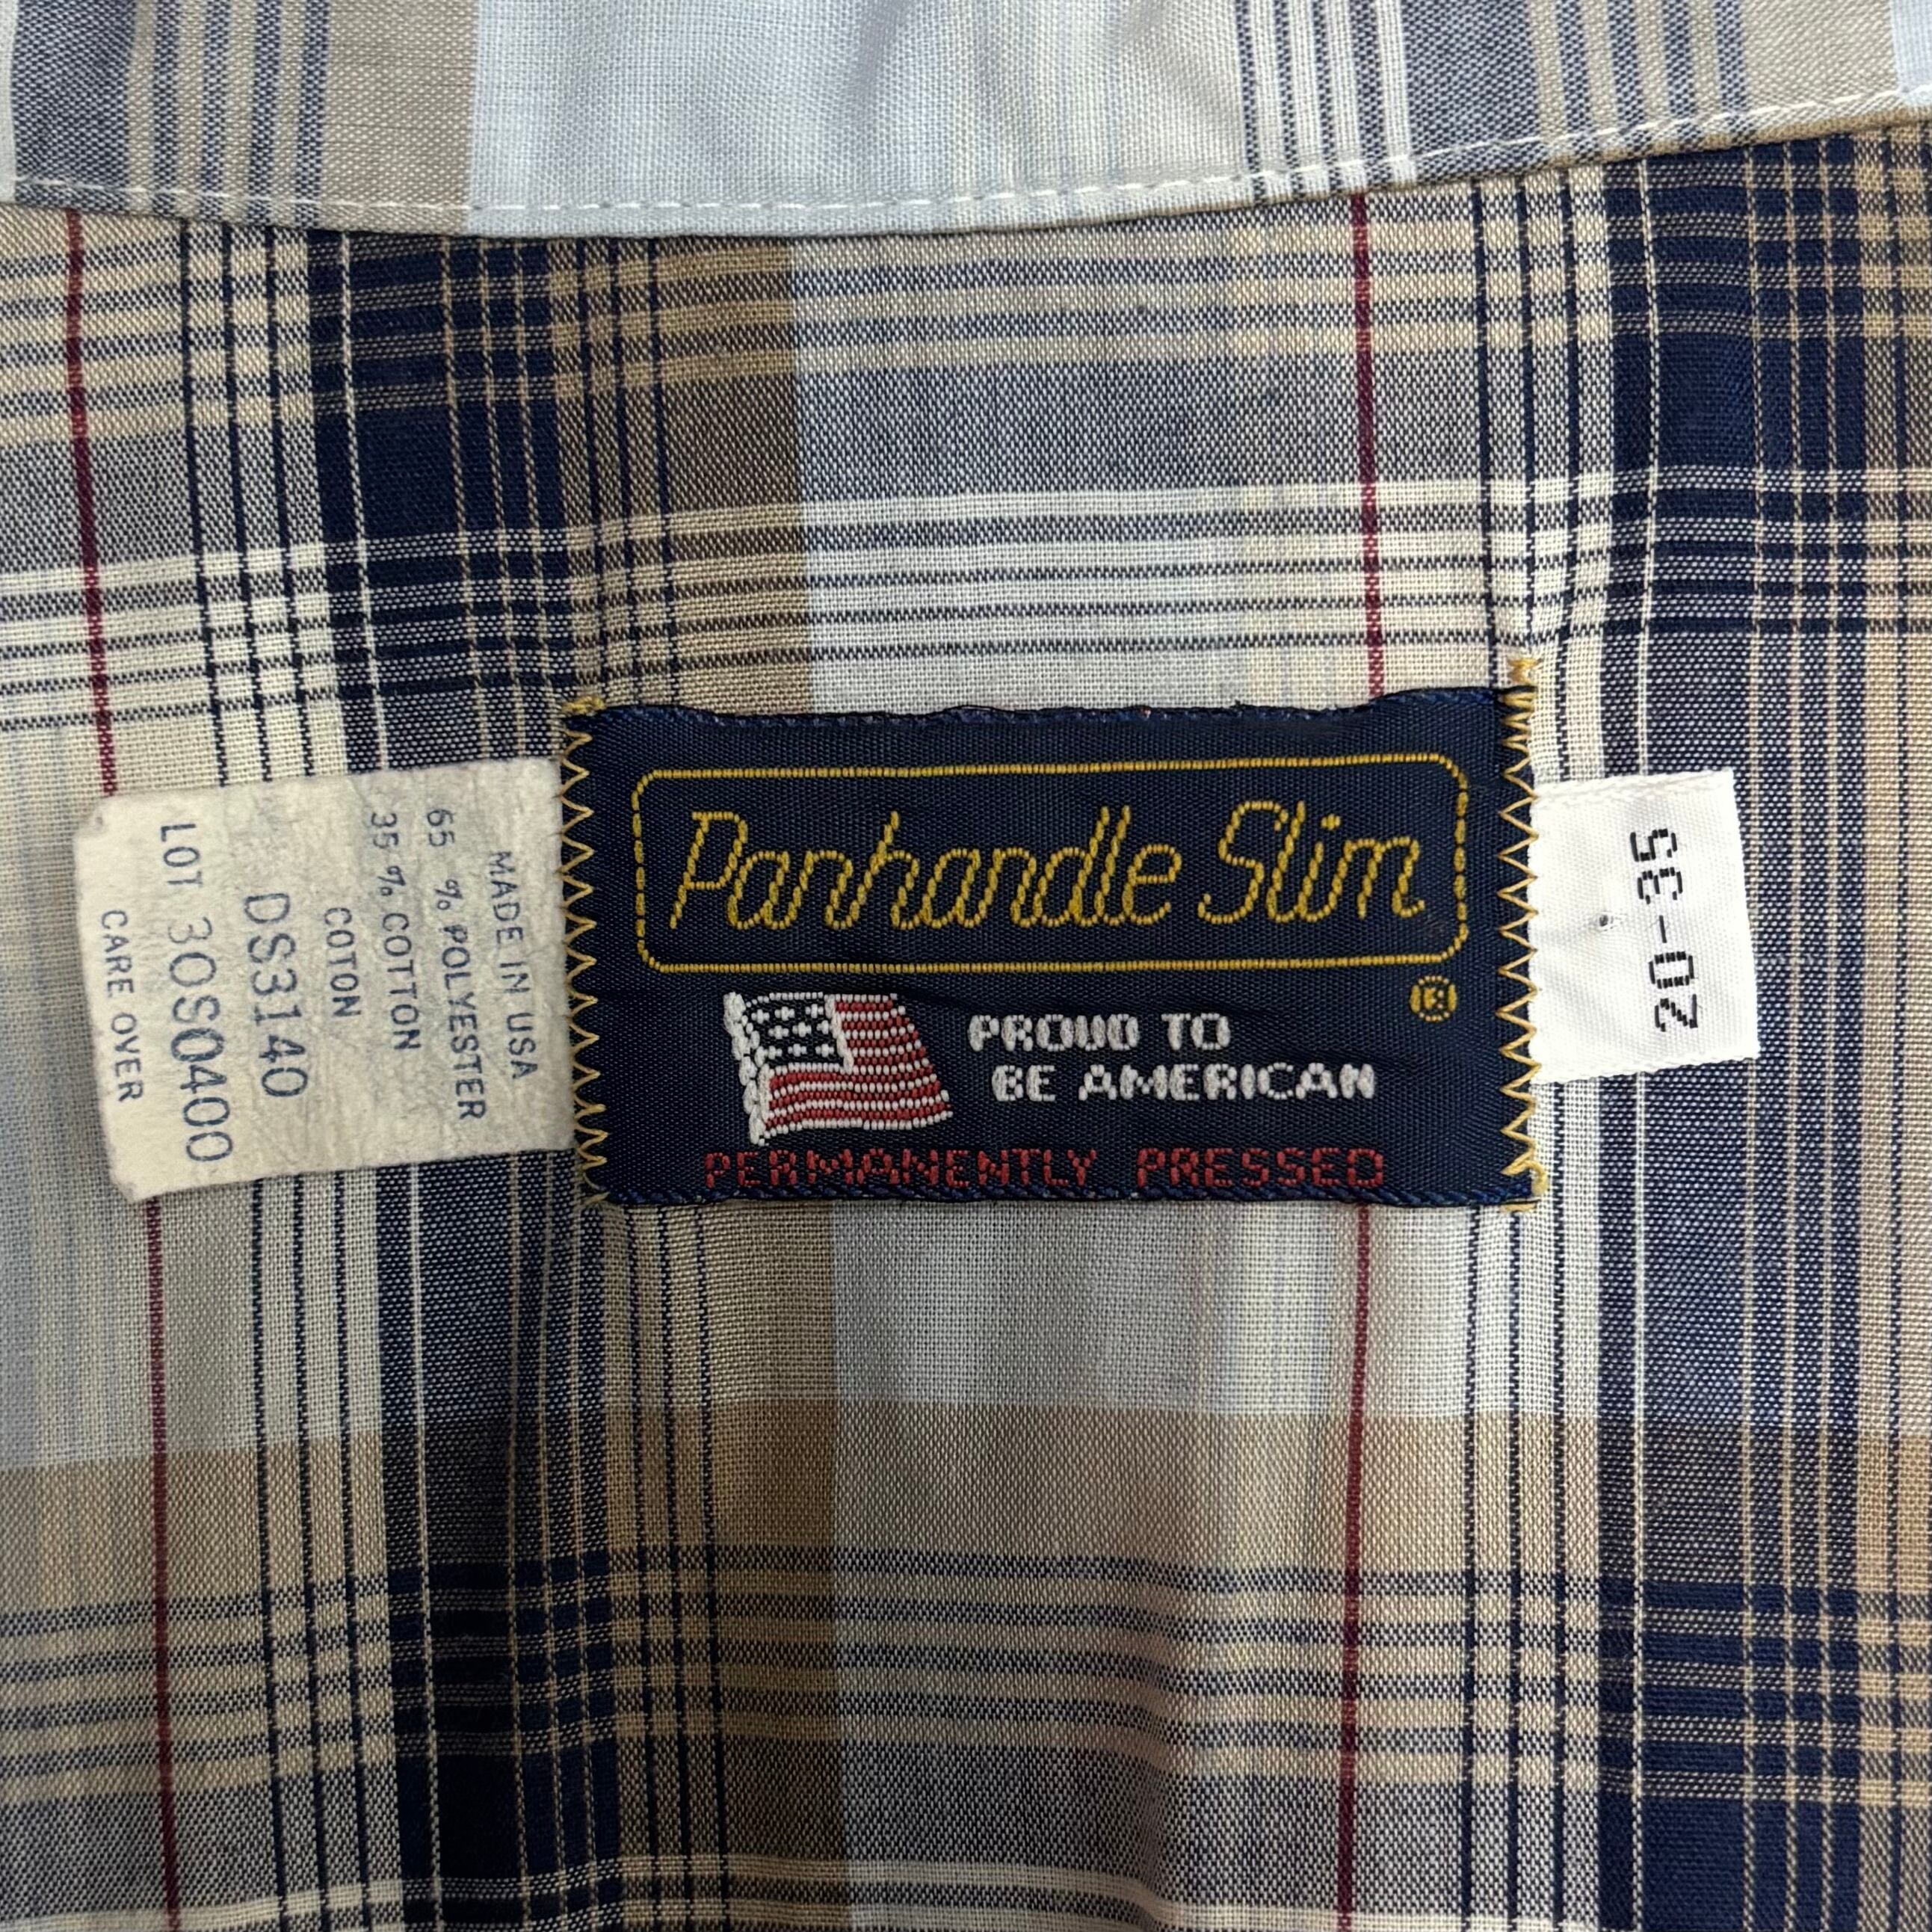 MADE IN USA
65 % POLYESTER
35 % COTTON
COTON
DS3140
LOT 30S0400
CARE OVER
Panhandle Slim
®
PROUD TO
BE AMERICAN
PERMANENTLY PRESSED
20-35